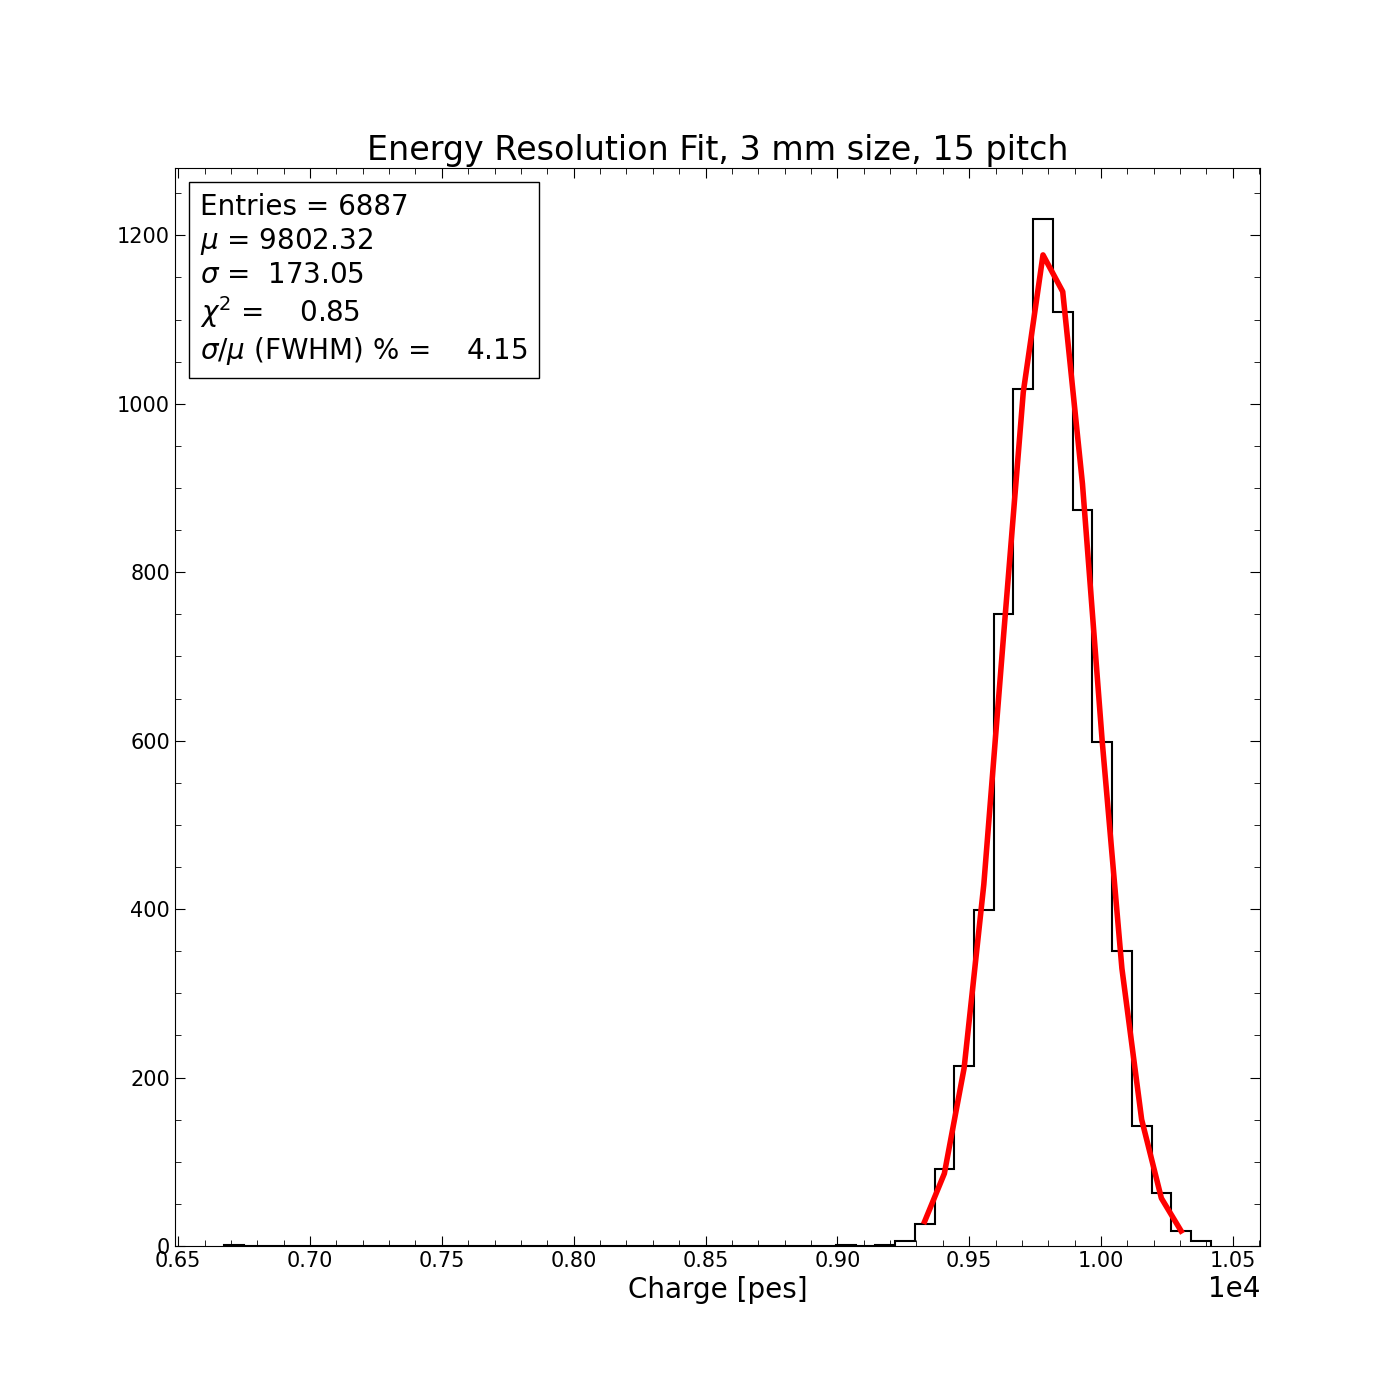 Energy Resolution Fit, 3 mm size, 15 pitch
Entries = 6887
μ = 9802.32
σ = 173.05
χ² = 0.85
σ/μ (FWHM) % = 4.15
1200
1000
800
600
400
200
0
0.65 0.70 0.75 0.80 0.85 0.90 0.95 1.00 1.05
Charge [pes]
1e4